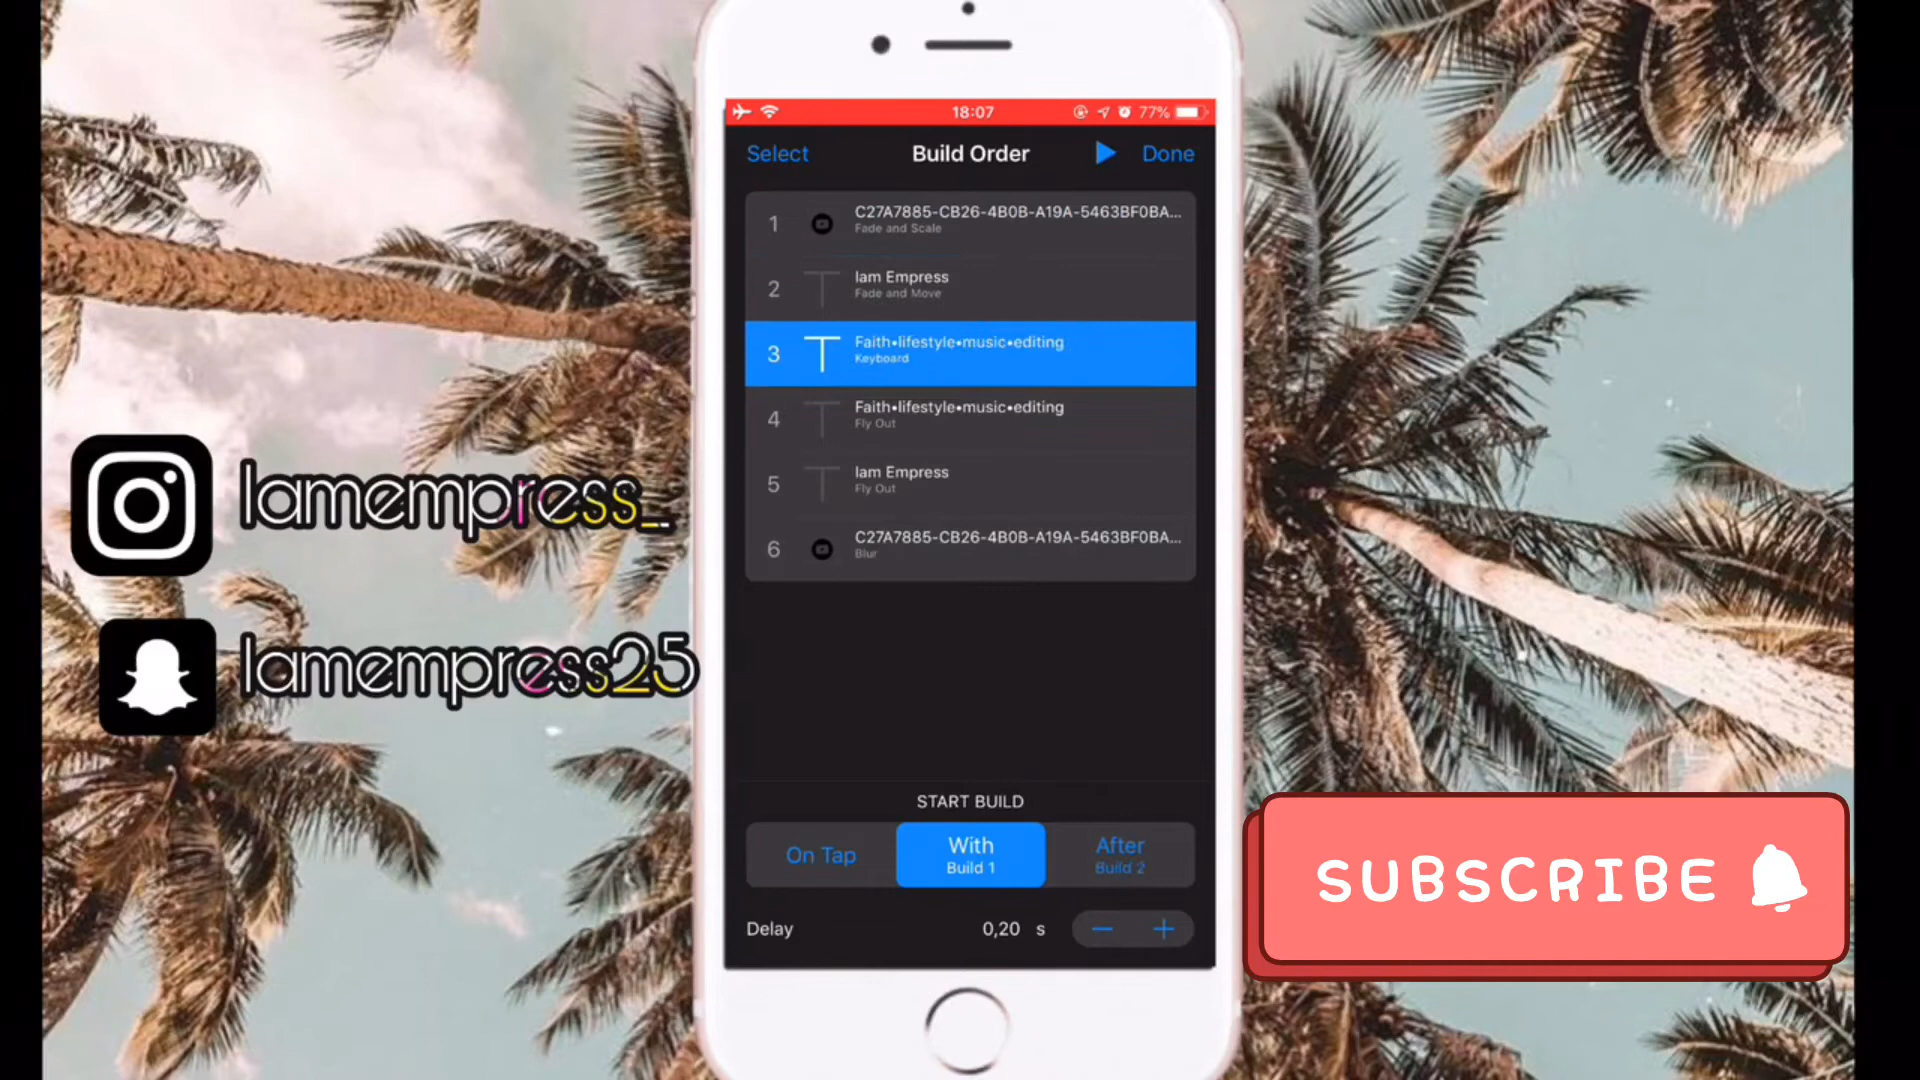 18:07
77%
Select
Build Order
Done
1
C27A7885-CB26-4B0B-A19A-5463BF0BA...
Fade and Scale
2
Iam Empress
Fade and Move
3
Faith•lifestyle•music•editing
Keyboard
4
Faith•lifestyle•music•editing
Fly Out
5
Iam Empress
Fly Out
6
C27A7885-CB26-4B0B-A19A-5463BF0BA...
Blur
Iamempress_
Iamempress25
START BUILD
On Tap
With
Build 1
After
Build 2
Delay
0,20 s
SUBSCRIBE